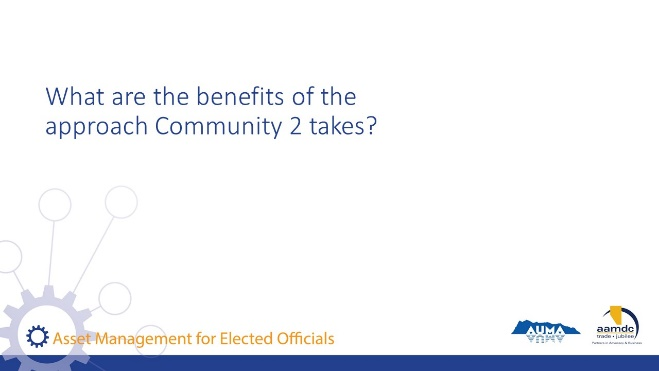 What are the benefits of the
approach Community 2 takes?
Asset Management for Elected Officials
AUMA
aamdc
trade · jubilee